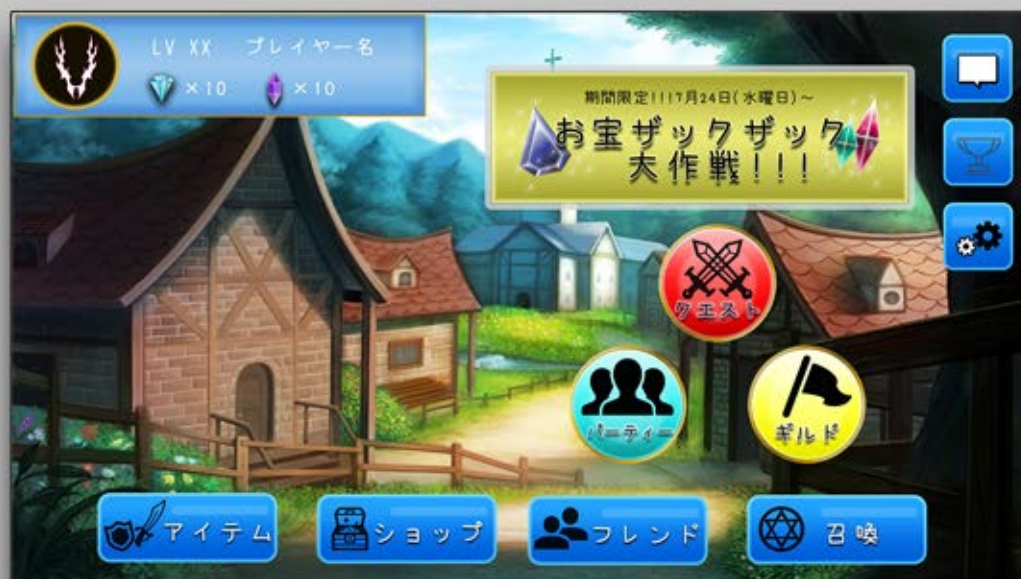 LV XX プレイヤー名
×10 ×10
期間限定!!!7月24日(水曜日)~
お宝ザックザック
大作戦!!!
クエスト
パーティー
ギルド
アイテム
ショップ
フレンド
召喚